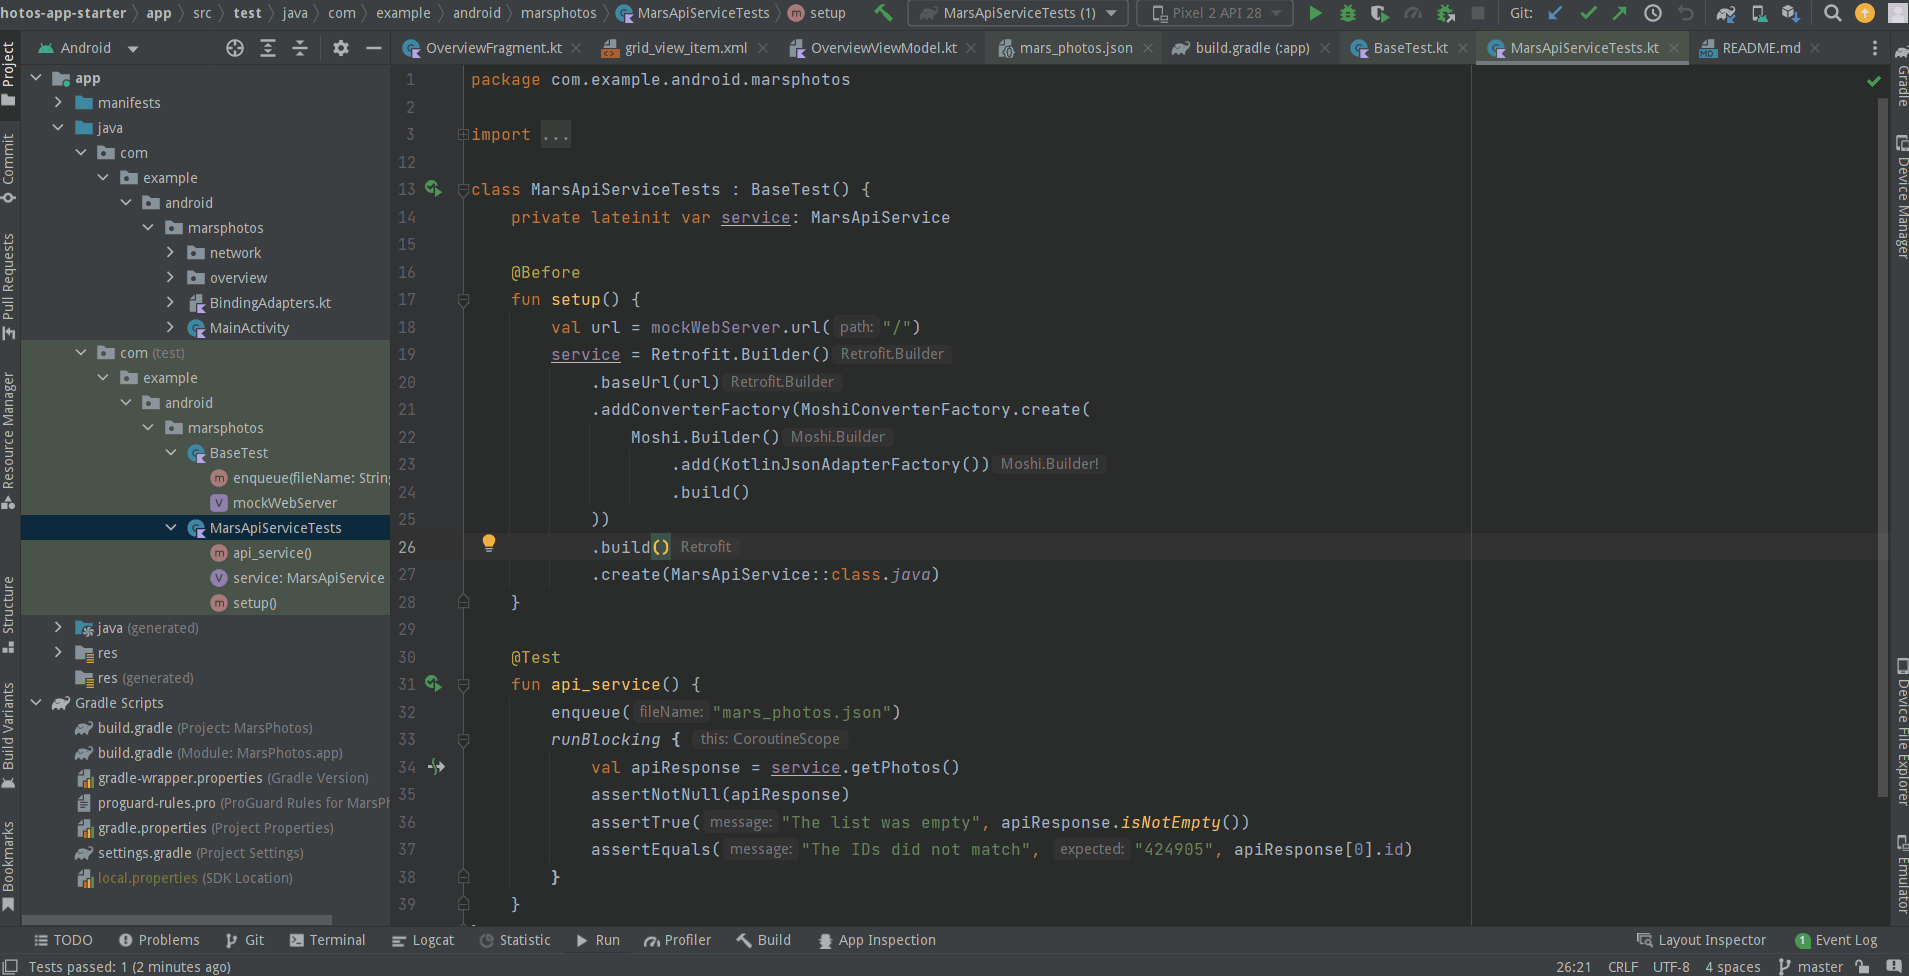 hotos-app-starter app src test java com example android marsphotos MarsApiServiceTests setup MarsApiServiceTests (1) Pixel 2 API 28 Git:
Android OverviewFragment.kt grid_view_item.xml OverviewViewModel.kt mars_photos.json build.gradle (:app) BaseTest.kt MarsApiServiceTests.kt README.md
Project
Commit
Pull Requests
Resource Manager
Structure
Build Variants
Bookmarks
app
manifests
java
com
example
android
marsphotos
network
overview
BindingAdapters.kt
MainActivity
com (test)
example
android
marsphotos
BaseTest
enqueue(fileName: String
mockWebServer
MarsApiServiceTests
api_service()
service: MarsApiService
setup()
java (generated)
res
res (generated)
Gradle Scripts
build.gradle (Project: MarsPhotos)
build.gradle (Module: MarsPhotos.app)
gradle-wrapper.properties (Gradle Version)
proguard-rules.pro (ProGuard Rules for MarsPh
gradle.properties (Project Properties)
settings.gradle (Project Settings)
local.properties (SDK Location)
1 package com.example.android.marsphotos
2
3 import ...
12
13 class MarsApiServiceTests : BaseTest() {
14 private lateinit var service: MarsApiService
15
16 @Before
17 fun setup() {
18 val url = mockWebServer.url( path: "/")
19 service = Retrofit.Builder() Retrofit.Builder
20 .baseUrl(url) Retrofit.Builder
21 .addConverterFactory(MoshiConverterFactory.create(
22 Moshi.Builder() Moshi.Builder
23 .add(KotlinJsonAdapterFactory()) Moshi.Builder!
24 .build()
25 ))
26 .build() Retrofit
27 .create(MarsApiService::class.java)
28 }
29
30 @Test
31 fun api_service() {
32 enqueue( fileName: "mars_photos.json")
33 runBlocking { this: CoroutineScope
34 val apiResponse = service.getPhotos()
35 assertNotNull(apiResponse)
36 assertTrue( message: "The list was empty", apiResponse.isNotEmpty())
37 assertEquals( message: "The IDs did not match", expected: "424905", apiResponse[0].id)
38 }
39 }
Gradle
Device Manager
Device File Explorer
Emulator
TODO Problems Git Terminal Logcat Statistic Run Profiler Build App Inspection Layout Inspector 1 Event Log
Tests passed: 1 (2 minutes ago) 26:21 CRLF UTF-8 4 spaces master